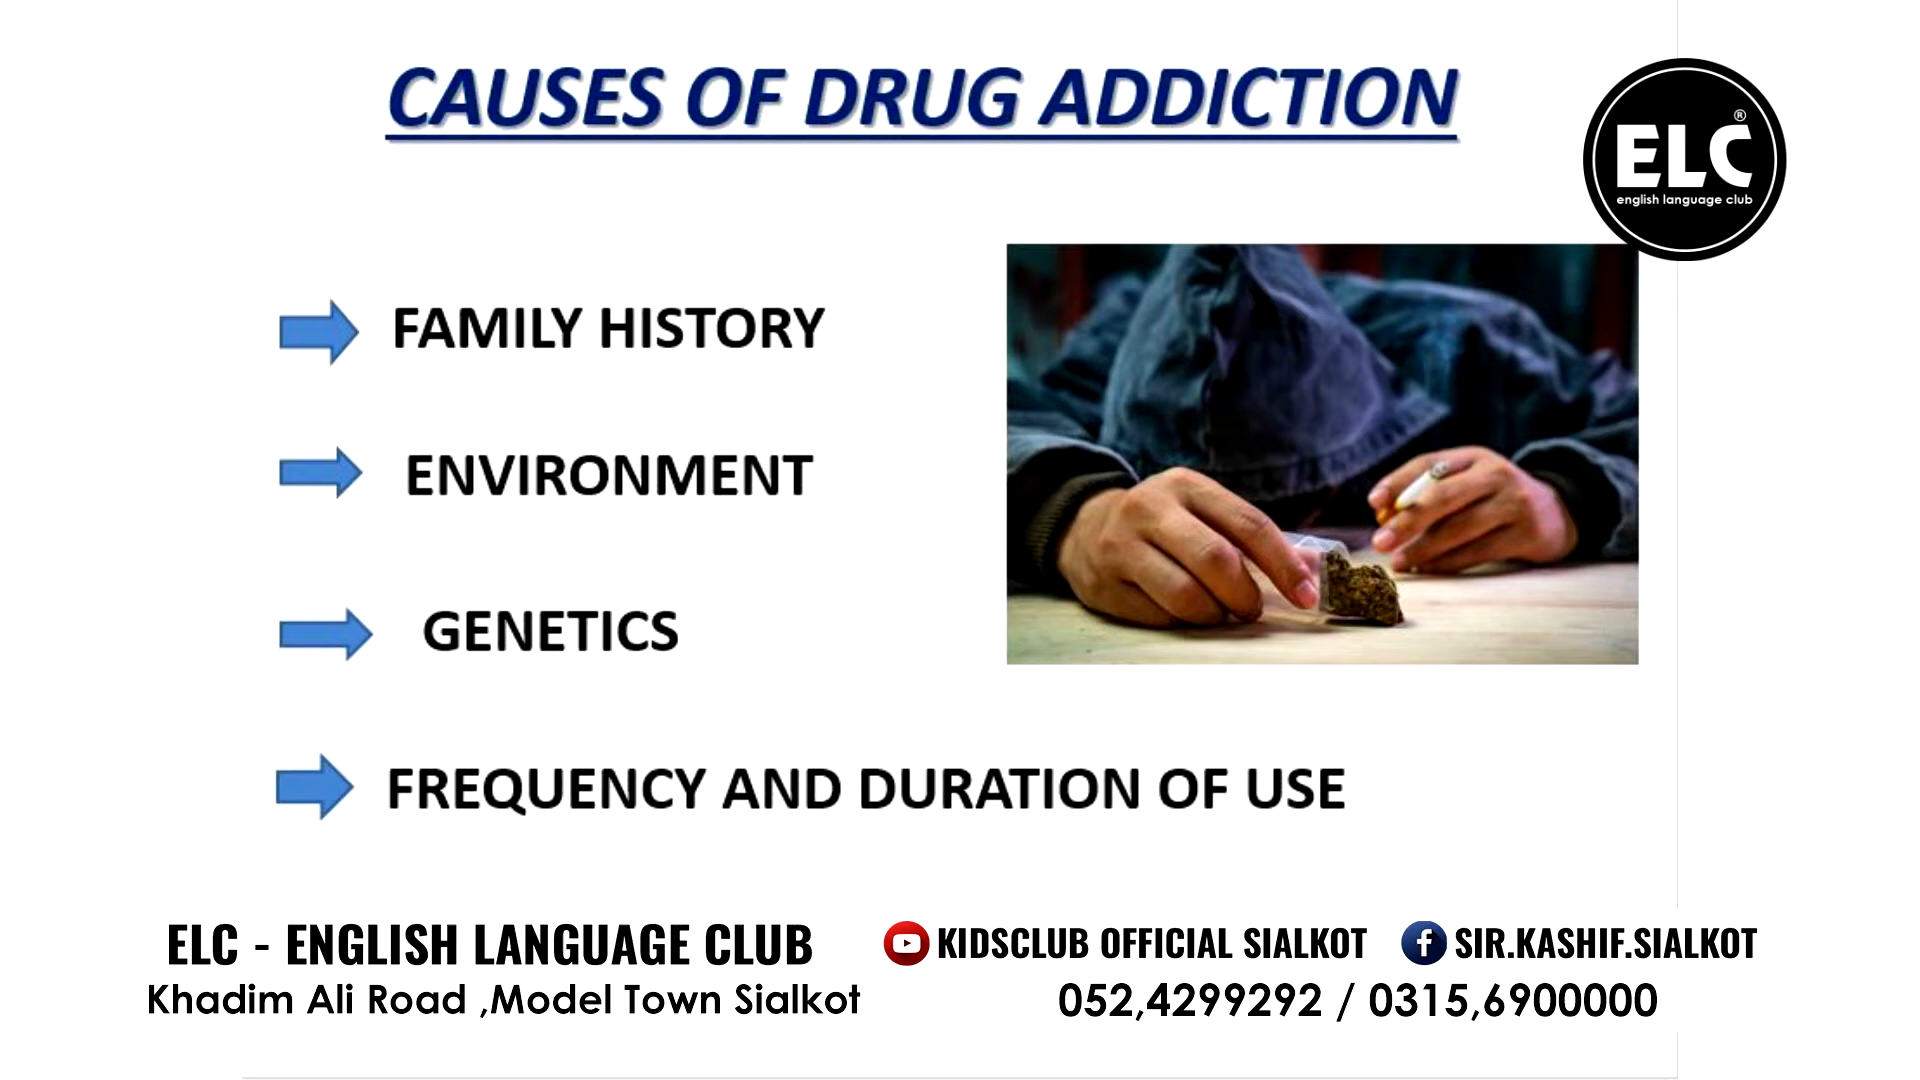 CAUSES OF DRUG ADDICTION
ELC®
english language club
FAMILY HISTORY
ENVIRONMENT
GENETICS
FREQUENCY AND DURATION OF USE
ELC - ENGLISH LANGUAGE CLUB
KIDSCLUB OFFICIAL SIALKOT
SIR.KASHIF.SIALKOT
Khadim Ali Road ,Model Town Sialkot
052,4299292 / 0315,6900000